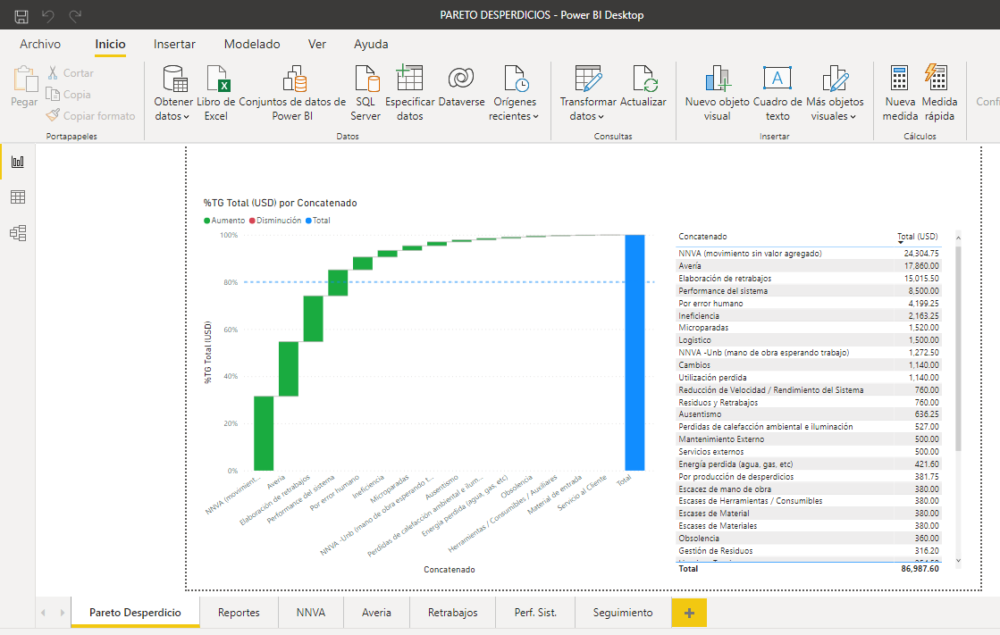 PARETO DESPERDICIOS - Power BI Desktop
Archivo Inicio Insertar Modelado Ver Ayuda
Pegar
Cortar
Copia
Copiar formato
Portapapeles
Obtener datos
Libro de Excel
Conjuntos de datos de Power BI
SQL Server
Especificar datos
Dataverse
Orígenes recientes
Datos
Transformar datos
Actualizar
Consultas
Nuevo objeto visual
Cuadro de texto
Más objetos visuales
Insertar
Nueva medida
Medida rápida
Cálculos
%TG Total (USD) por Concatenado
Aumento Disminución Total
100%
80%
60%
40%
20%
0%
%TG Total (USD)
NNVA (movimient...
Averia
Elaboración de retrabajos
Performance del sistema
Por error humano
Ineficiencia
Microparadas
NNVA -Unb (mano de obra esperando t...
Ausentismo
Perdidas de calefacción ambiental e ilum...
Energía perdida (agua, gas, etc)
Obsolencia
Herramientas / Consumibles / Auxiliares
Material de entrada
Servicio al Cliente
Total
Concatenado
Concatenado Total (USD)
NNVA (movimiento sin valor agregado) 24,304.75
Avería 17,860.00
Elaboración de retrabajos 15,015.50
Performance del sistema 8,500.00
Por error humano 4,199.25
Ineficiencia 2,163.25
Microparadas 1,520.00
Logistico 1,500.00
NNVA -Unb (mano de obra esperando trabajo) 1,272.50
Cambios 1,140.00
Utilización perdida 1,140.00
Reducción de Velocidad / Rendimiento del Sistema 760.00
Residuos y Retrabajos 760.00
Ausentismo 636.25
Perdidas de calefacción ambiental e iluminación 527.00
Mantenimiento Externo 500.00
Servicios externos 500.00
Energía perdida (agua, gas, etc) 421.60
Por producción de desperdicios 381.75
Escacez de mano de obra 380.00
Escases de Herramientas / Consumibles 380.00
Escases de Material 380.00
Escases de Materiales 380.00
Obsolencia 360.00
Gestión de Residuos 316.20
Total 86,987.60
Pareto Desperdicio Reportes NNVA Averia Retrabajos Perf. Sist. Seguimiento